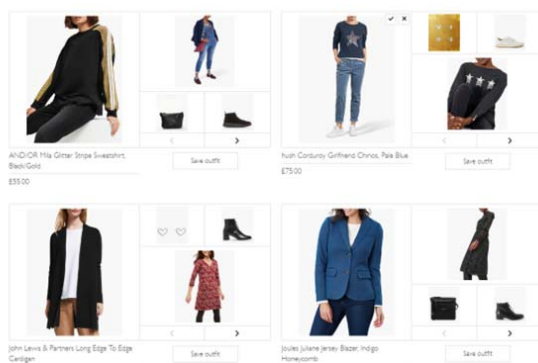 AND/OR Mila Glitter Stripe Sweatshirt,
Black/Gold
£55.00
Save outfit
hush Corduroy Girlfriend Chinos, Pale Blue
£75.00
Save outfit
John Lewis & Partners Long Edge To Edge
Cardigan
Save outfit
Joules Juliane Jersey Blazer, Indigo
Honeycomb
Save outfit